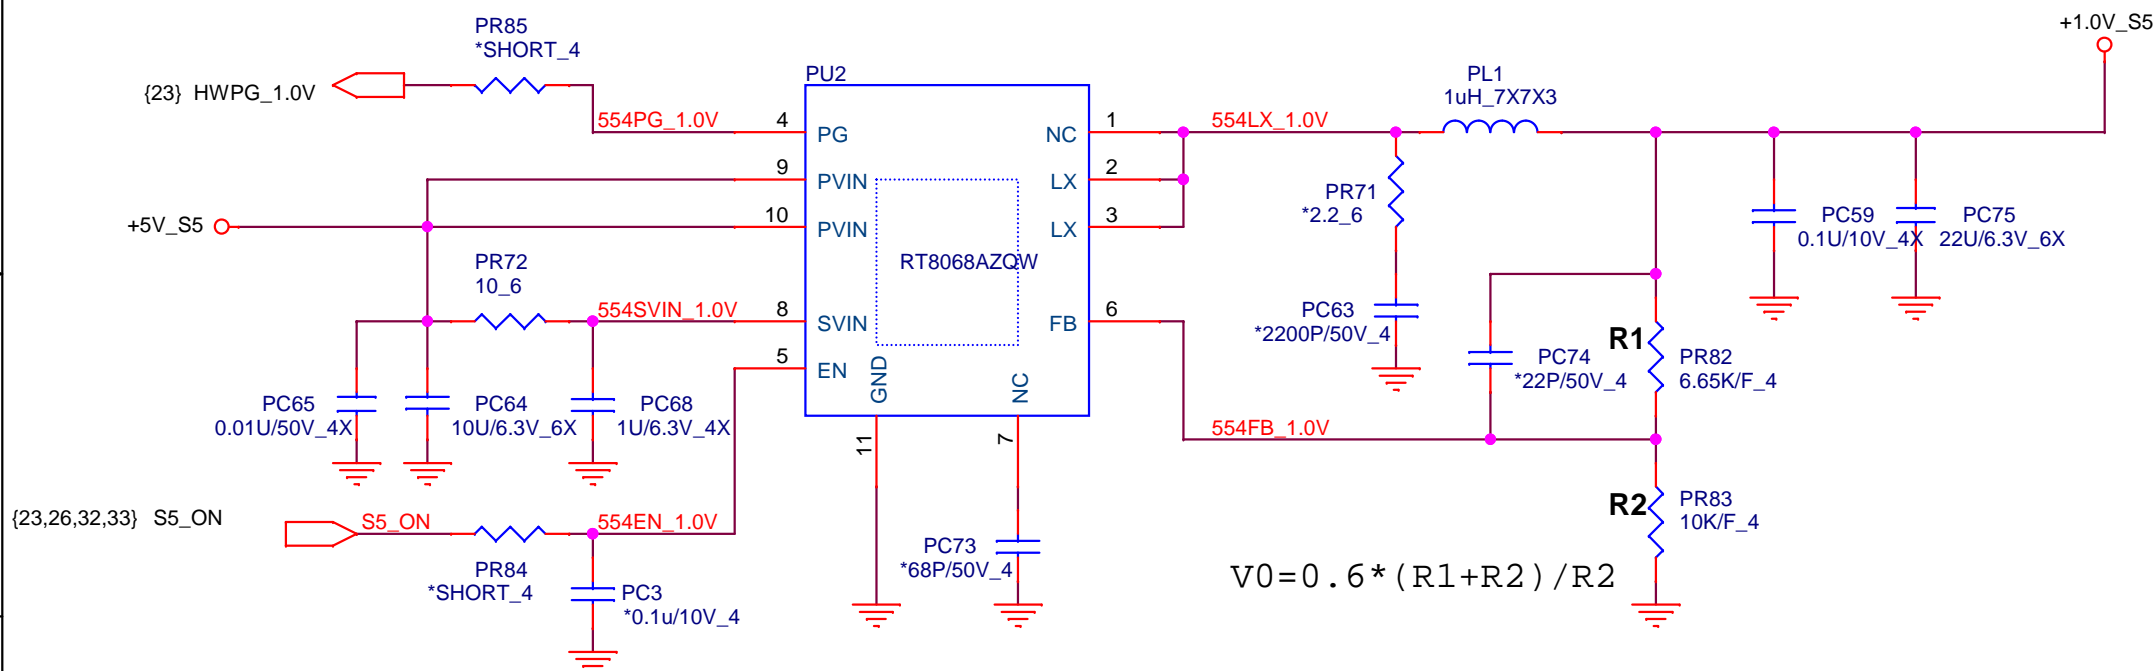 +1.0V_S5
PR85
*SHORT_4
{23} HWPG_1.0V
554PG_1.0V
PU2
4
PG
9
PVIN
10
PVIN
+5V_S5
PR72
10_6
554SVIN_1.0V
8
SVIN
5
EN
RT8068AZQW
GND
NC
11
7
1
NC
2
LX
3
LX
6
FB
554LX_1.0V
PL1
1uH_7X7X3
PR71
*2.2_6
PC63
*2200P/50V_4
PC59
0.1U/10V_4X
PC75
22U/6.3V_6X
R1
PR82
6.65K/F_4
PC74
*22P/50V_4
554FB_1.0V
R2
PR83
10K/F_4
PC65
0.01U/50V_4X
PC64
10U/6.3V_6X
PC68
1U/6.3V_4X
{23,26,32,33} S5_ON
S5_ON
554EN_1.0V
PR84
*SHORT_4
PC3
*0.1u/10V_4
PC73
*68P/50V_4
V0=0.6*(R1+R2)/R2